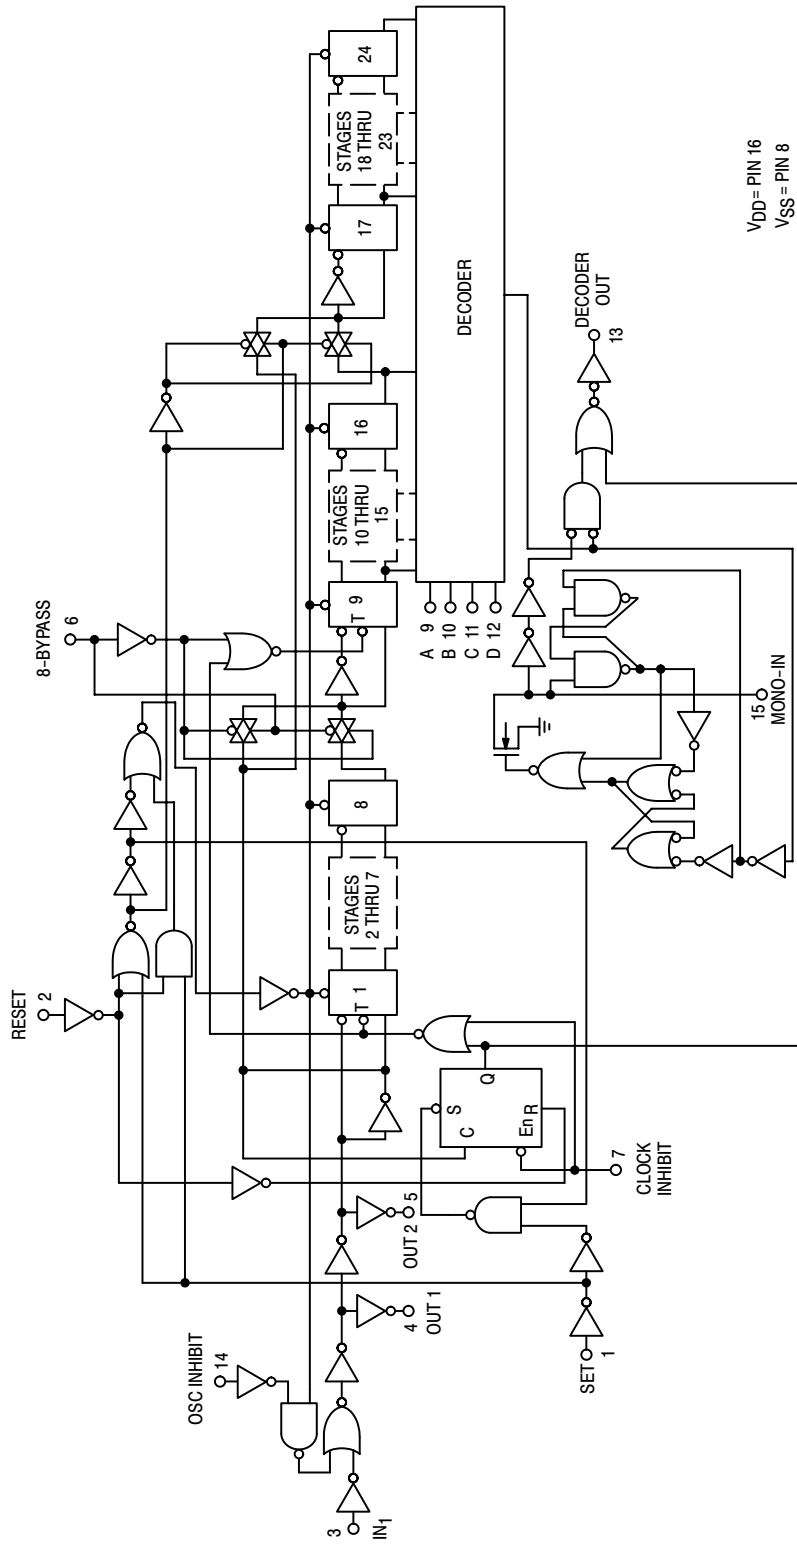 RESET
2
8-BYPASS
6
OSC INHIBIT
14
3
IN1
4
OUT 1
OUT 2 5
T 1
STAGES
2 THRU 7
8
T 9
STAGES
10 THRU
15
16
17
STAGES
18 THRU
23
24
C S Q
En R
A 9
B 10
C 11
D 12
DECODER
SET
1
7
CLOCK
INHIBIT
15
MONO-IN
DECODER
OUT
13
VDD = PIN 16
VSS = PIN 8